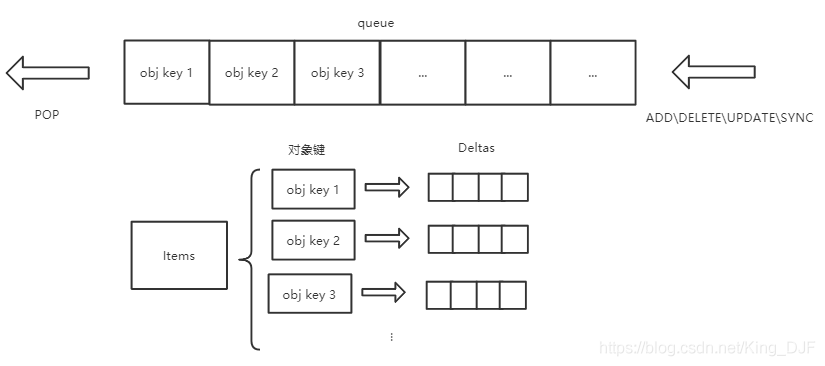 queue
obj key 1 obj key 2 obj key 3 ... ... ...
POP
ADD\DELETE\UPDATE\SYNC
对象键 Deltas
obj key 1
Items
obj key 2
obj key 3
...
https://blog.csdn.net/King_DJF